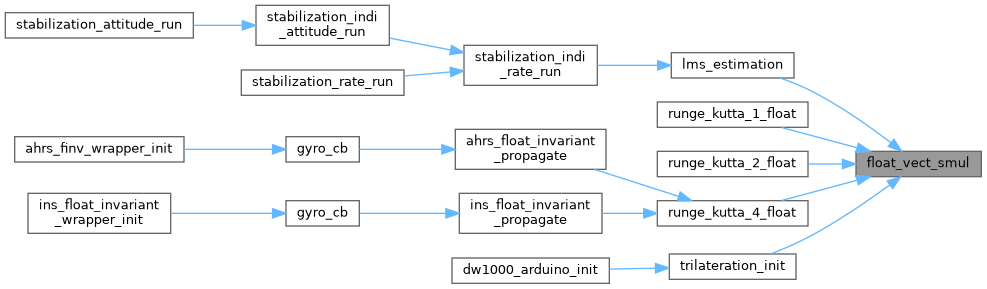 stabilization_attitude_run
stabilization_indi
_attitude_run
stabilization_rate_run
stabilization_indi
_rate_run
lms_estimation
runge_kutta_1_float
runge_kutta_2_float
float_vect_smul
ahrs_finv_wrapper_init
gyro_cb
ahrs_float_invariant
_propagate
ins_float_invariant
_wrapper_init
gyro_cb
ins_float_invariant
_propagate
runge_kutta_4_float
dw1000_arduino_init
trilateration_init